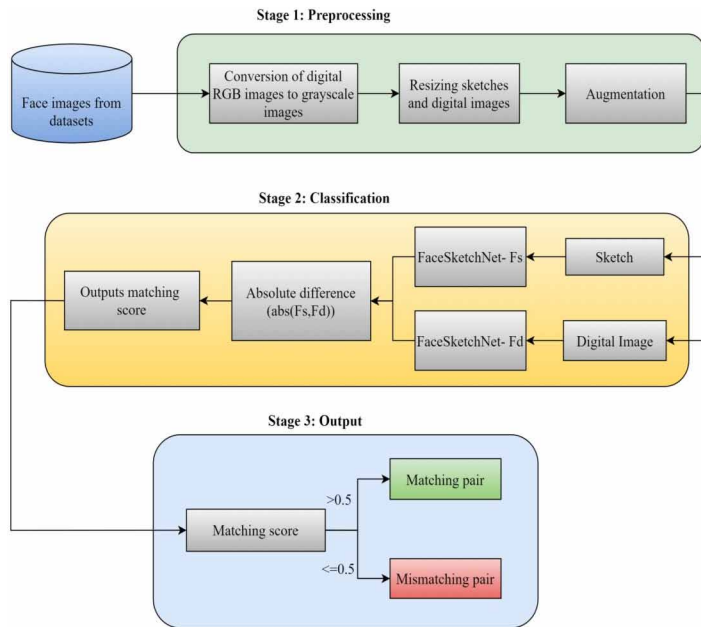 Stage 1: Preprocessing
Face images from
datasets
Conversion of digital
RGB images to grayscale
images
Resizing sketches
and digital images
Augmentation
Stage 2: Classification
FaceSketchNet- Fs
Sketch
Outputs matching
score
Absolute difference
(abs(Fs,Fd))
FaceSketchNet- Fd
Digital Image
Stage 3: Output
Matching pair
>0.5
Matching score
<=0.5
Mismatching pair